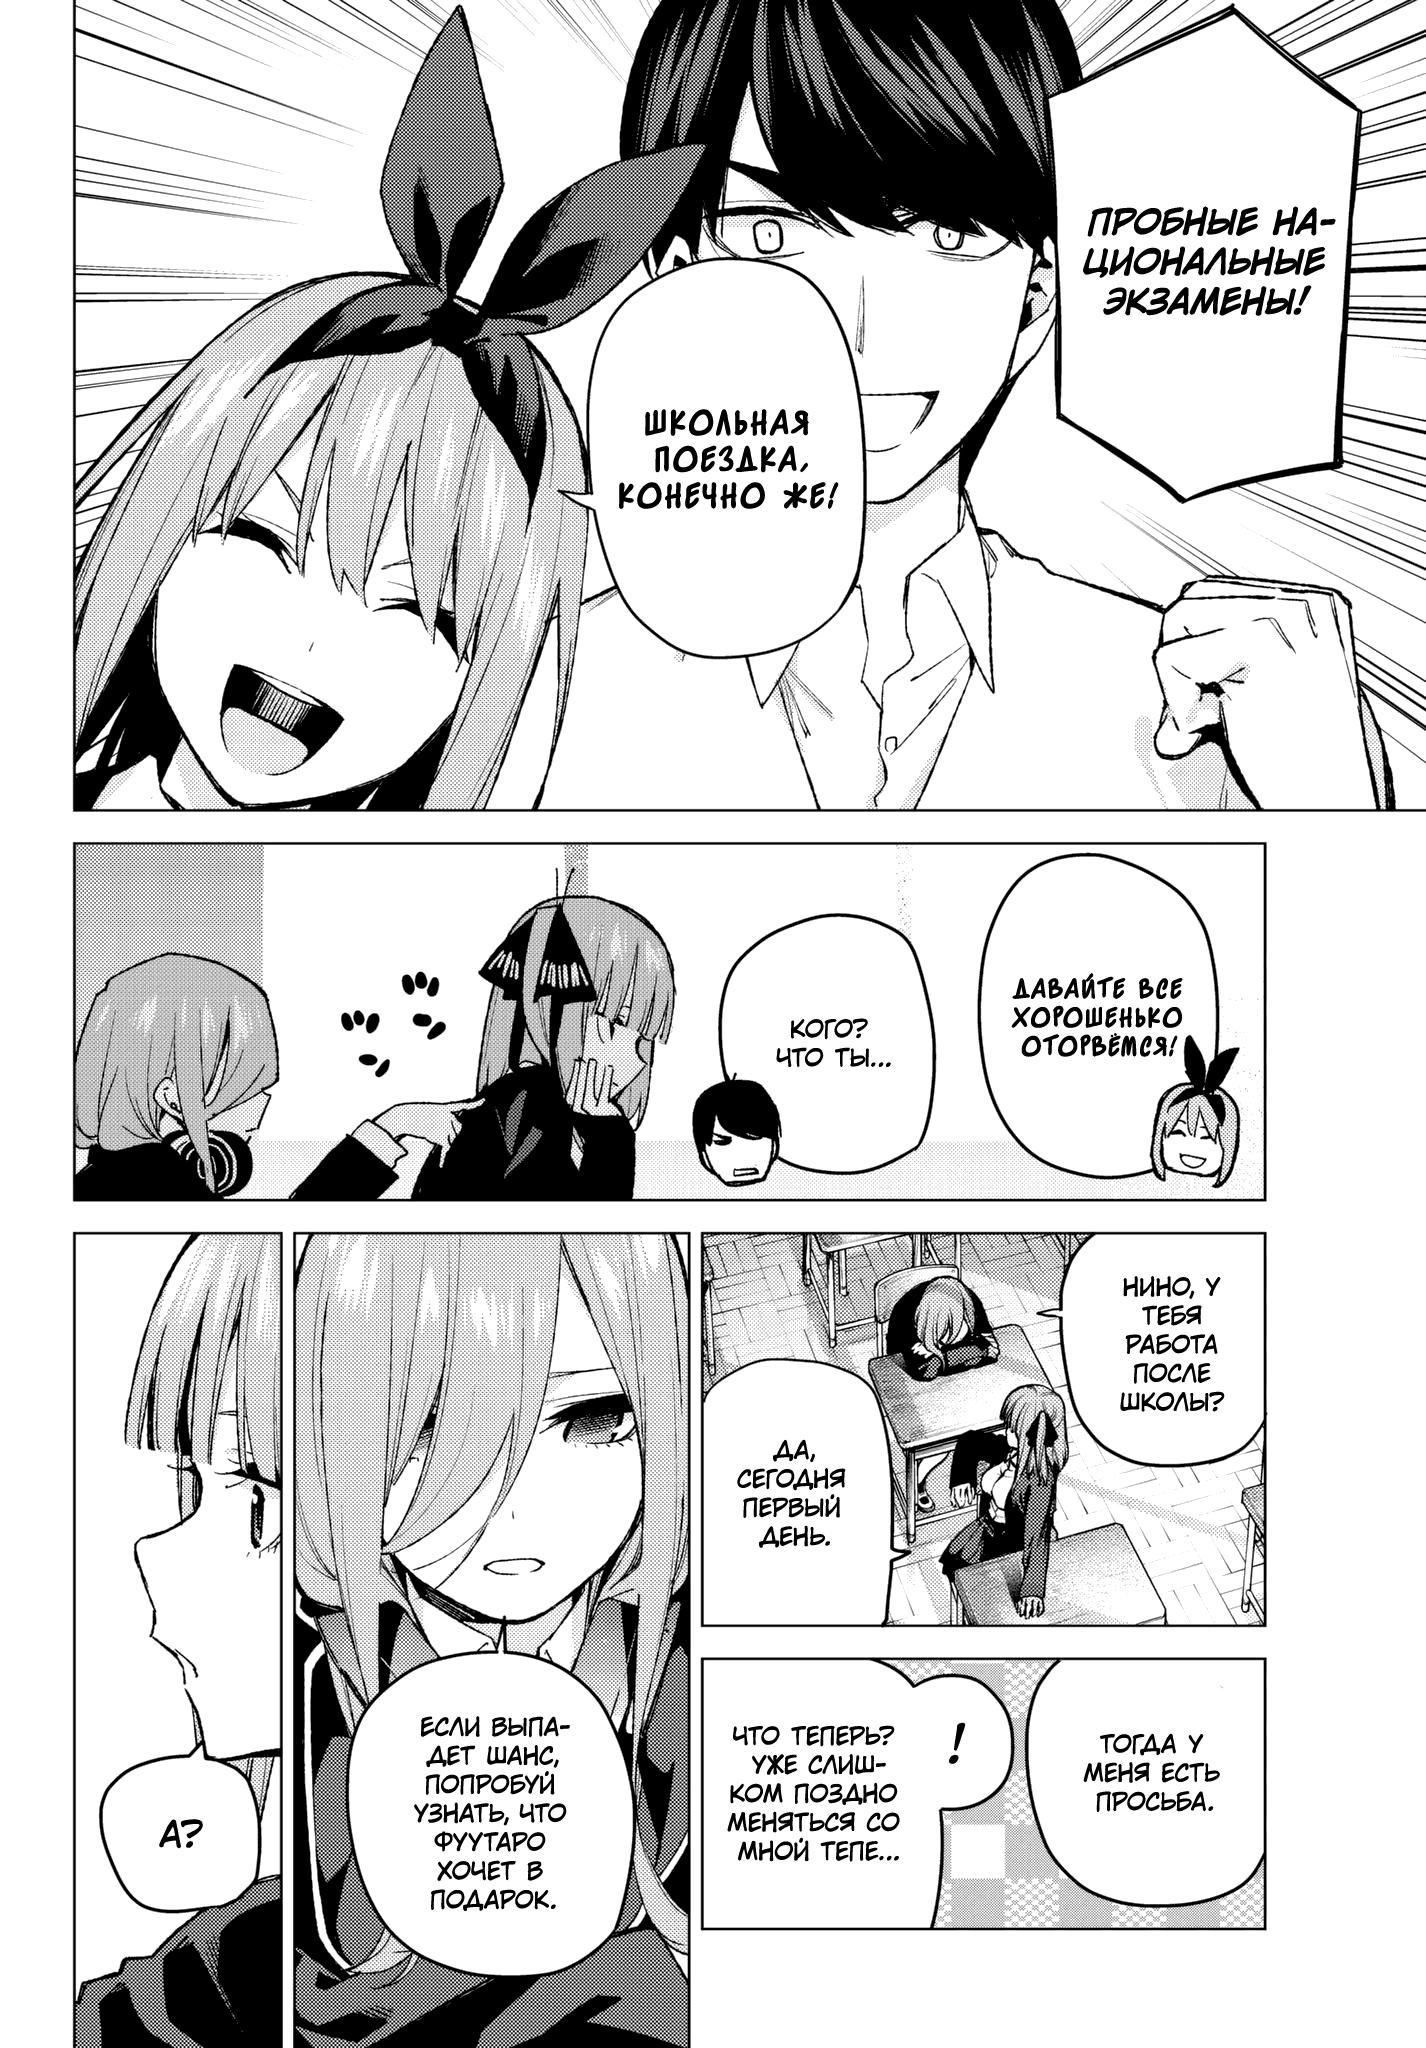 ПРОБНЫЕ НА-
ЦИОНАЛЬНЫЕ
ЭКЗАМЕНЫ!
ШКОЛЬНАЯ
ПОЕЗДКА,
КОНЕЧНО ЖЕ!
ДАВАЙТЕ ВСЕ
ХОРОШЕНЬКО
ОТОРВЁМСЯ!
КОГО?
ЧТО ТЫ...
НИНО, У
ТЕБЯ
РАБОТА
ПОСЛЕ
ШКОЛЫ?
ДА,
СЕГОДНЯ
ПЕРВЫЙ
ДЕНЬ.
ТОГДА У
МЕНЯ ЕСТЬ
ПРОСЬБА.
!
ЧТО ТЕПЕРЬ?
УЖЕ СЛИШ-
КОМ ПОЗДНО
МЕНЯТЬСЯ СО
МНОЙ ТЕПЕ...
ЕСЛИ ВЫПА-
ДЕТ ШАНС,
ПОПРОБУЙ
УЗНАТЬ, ЧТО
ФУУТАРО
ХОЧЕТ В
ПОДАРОК.
А?